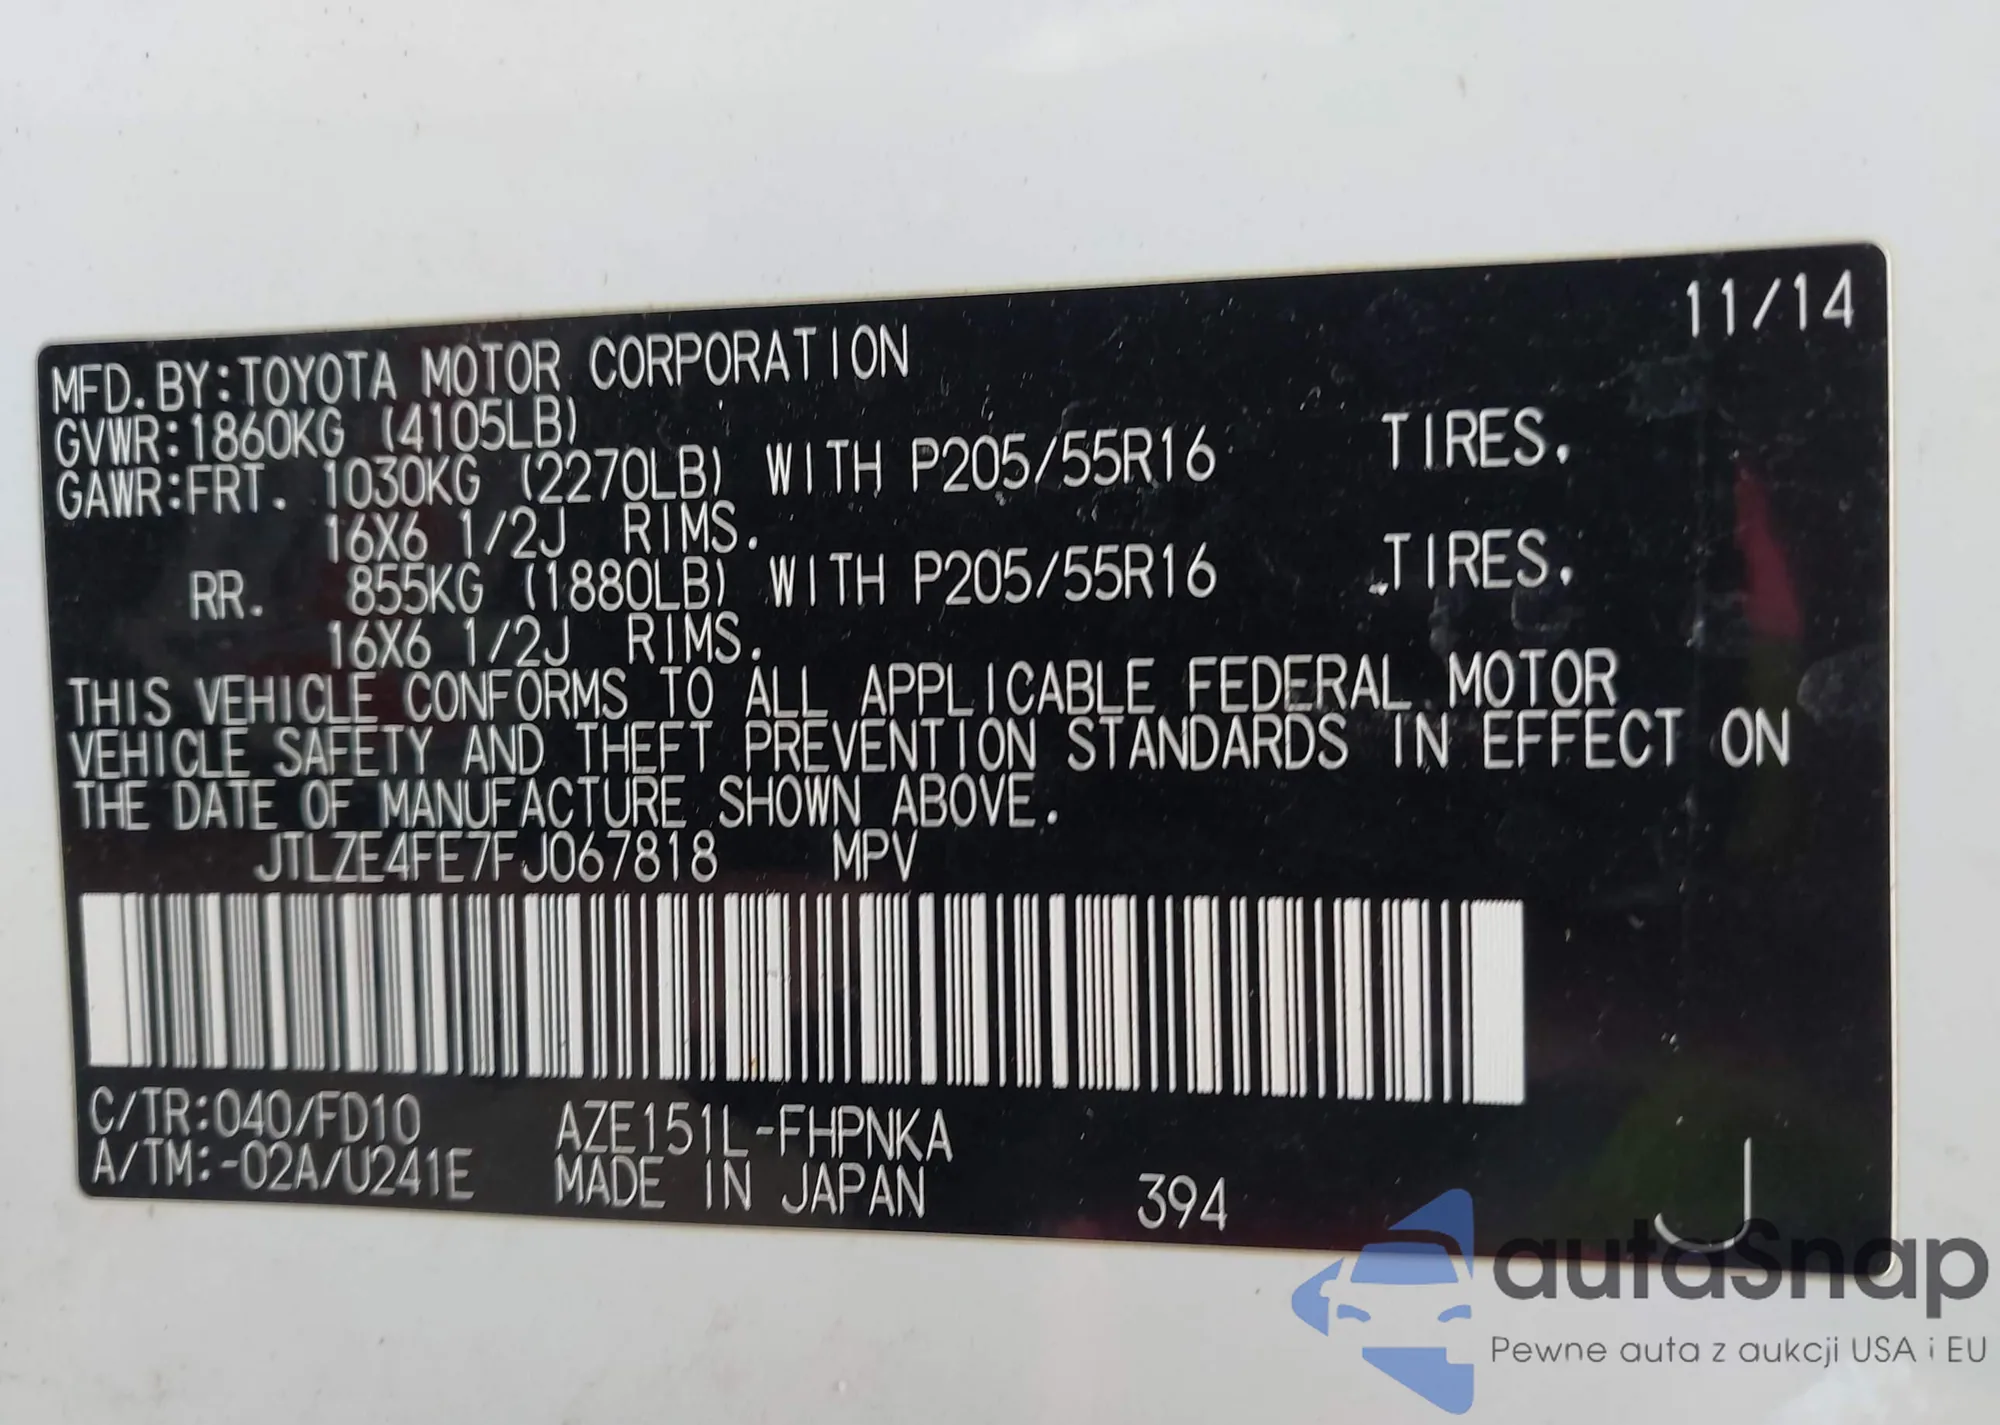 11/14
MFD.BY:TOYOTA MOTOR CORPORATION
GVWR:1860KG (4105LB)
GAWR:FRT. 1030KG (2270LB) WITH P205/55R16 TIRES.
16X6 1/2J RIMS.
RR. 855KG (1880LB) WITH P205/55R16 TIRES.
16X6 1/2J RIMS.
THIS VEHICLE CONFORMS TO ALL APPLICABLE FEDERAL MOTOR
VEHICLE SAFETY AND THEFT PREVENTION STANDARDS IN EFFECT ON
THE DATE OF MANUFACTURE SHOWN ABOVE.
JTLZE4FE7FJ067818 MPV
C/TR:040/FD10 AZE151L-FHPNKA
A/TM:-02A/U241E MADE IN JAPAN 394 J
autaSnap
Pewne auta z aukcji USA i EU